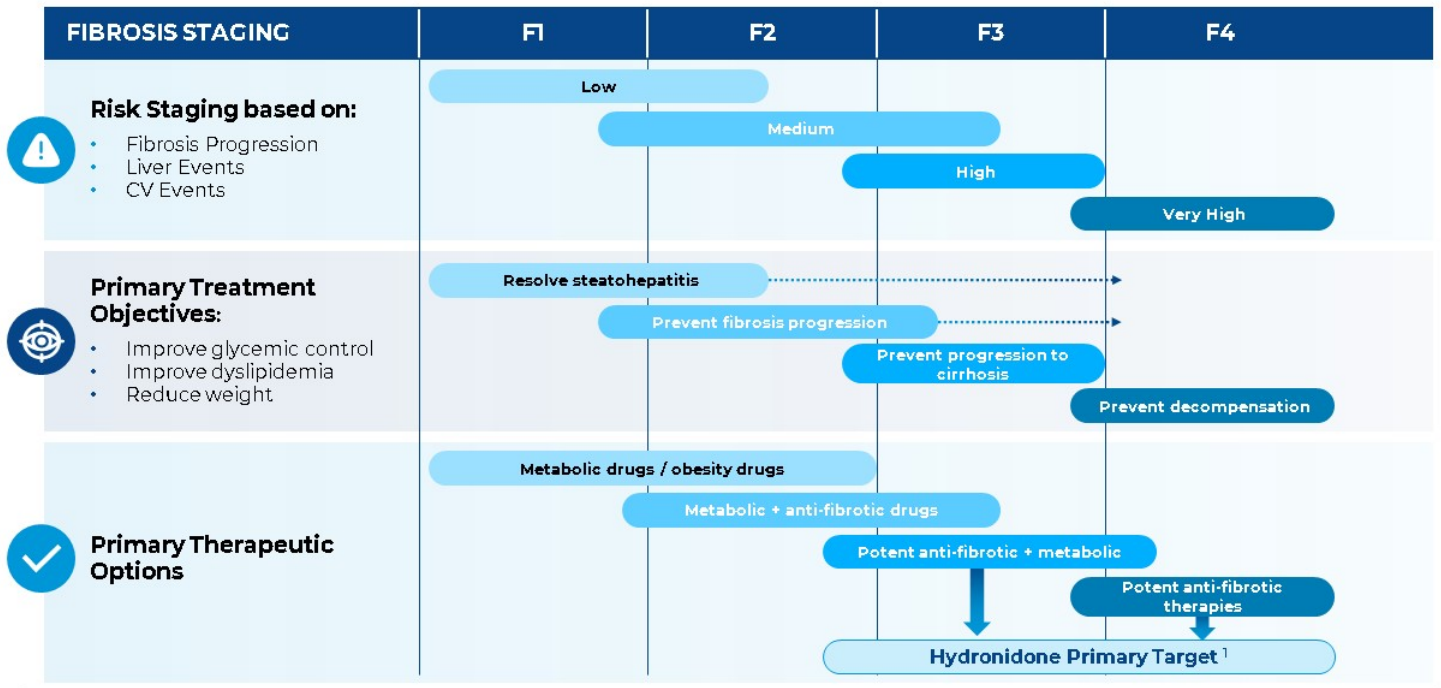 FIBROSIS STAGING F1 F2 F3 F4
Risk Staging based on:
• Fibrosis Progression
• Liver Events
• CV Events
Low
Medium
High
Very High
Primary Treatment
Objectives:
• Improve glycemic control
• Improve dyslipidemia
• Reduce weight
Resolve steatohepatitis
Prevent fibrosis progression
Prevent progression to
cirrhosis
Prevent decompensation
Primary Therapeutic
Options
Metabolic drugs / obesity drugs
Metabolic + anti-fibrotic drugs
Potent anti-fibrotic + metabolic
Potent anti-fibrotic
therapies
Hydronidone Primary Target ¹